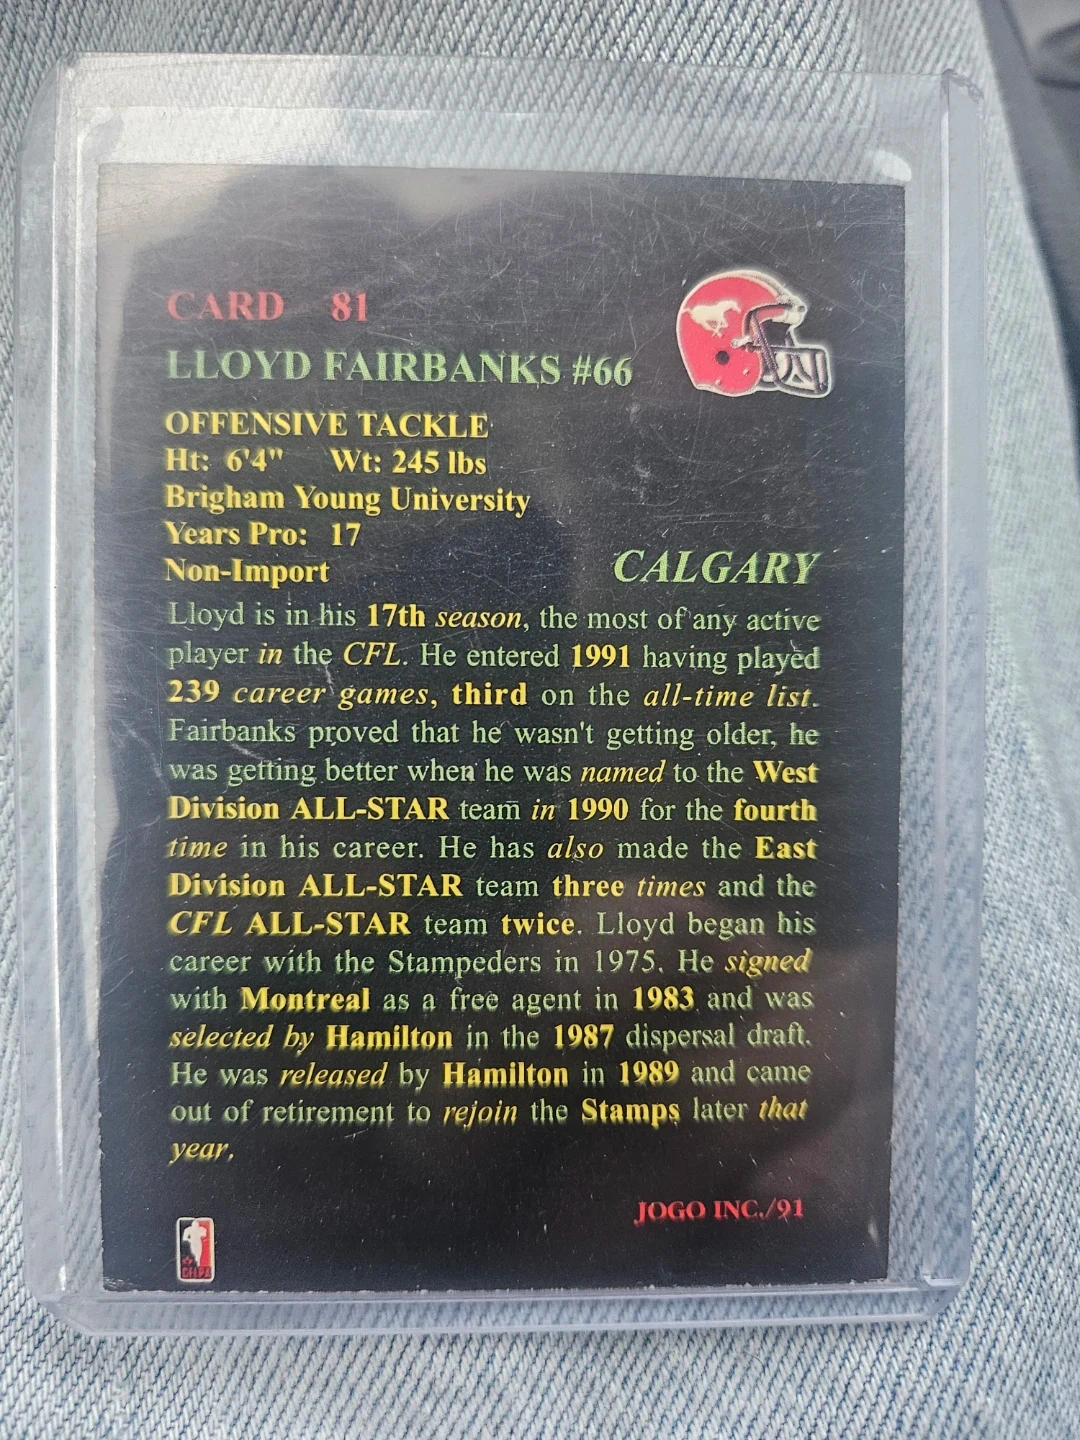 CARD 81
LLOYD FAIRBANKS #66
OFFENSIVE TACKLE
Ht: 6'4" Wt: 245 lbs
Brigham Young University
Years Pro: 17
Non-Import
CALGARY
Lloyd is in his 17th season, the most of any active
player in the CFL. He entered 1991 having played
239 career games, third on the all-time list.
Fairbanks proved that he wasn't getting older, he
was getting better when he was named to the West
Division ALL-STAR team in 1990 for the fourth
time in his career. He has also made the East
Division ALL-STAR team three times and the
CFL ALL-STAR team twice. Lloyd began his
career with the Stampeders in 1975. He signed
with Montreal as a free agent in 1983 and was
selected by Hamilton in the 1987 dispersal draft.
He was released by Hamilton in 1989 and came
out of retirement to rejoin the Stamps later that
year.
JOGO INC./91
CFLPA